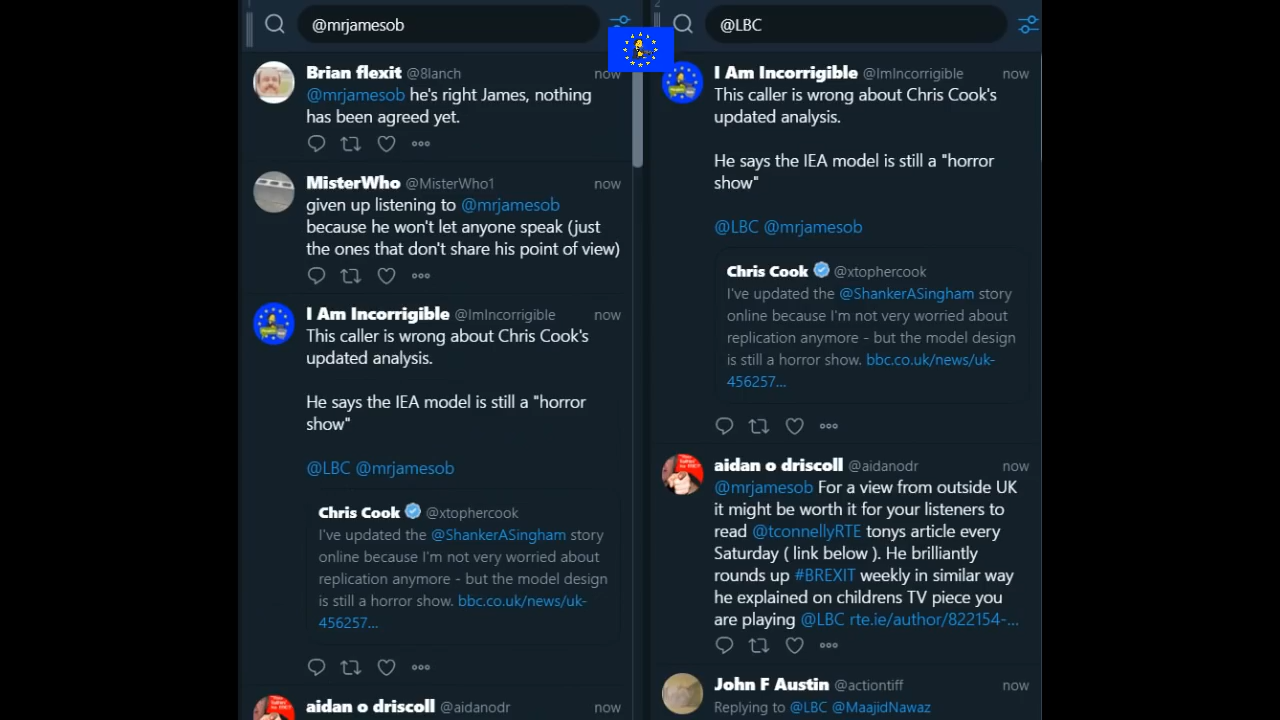 1
@mrjamesob
Brian flexit @8lanch now
@mrjamesob he's right James, nothing
has been agreed yet.
MisterWho @MisterWho1 now
given up listening to @mrjamesob
because he won't let anyone speak (just
the ones that don't share his point of view)
I Am Incorrigible @ImIncorrigible now
This caller is wrong about Chris Cook's
updated analysis.
He says the IEA model is still a "horror
show"
@LBC @mrjamesob
Chris Cook @xtophercook
I've updated the @ShankerASingham story
online because I'm not very worried about
replication anymore - but the model design
is still a horror show. bbc.co.uk/news/uk-
456257...
aidan o driscoll @aidanodr now
2
@LBC
I Am Incorrigible @ImIncorrigible now
This caller is wrong about Chris Cook's
updated analysis.
He says the IEA model is still a "horror
show"
@LBC @mrjamesob
Chris Cook @xtophercook
I've updated the @ShankerASingham story
online because I'm not very worried about
replication anymore - but the model design
is still a horror show. bbc.co.uk/news/uk-
456257...
aidan o driscoll @aidanodr now
@mrjamesob For a view from outside UK
it might be worth it for your listeners to
read @tconnellyRTE tonys article every
Saturday ( link below ). He brilliantly
rounds up #BREXIT weekly in similar way
he explained on childrens TV piece you
are playing @LBC rte.ie/author/822154-...
John F Austin @actiontiff now
Replying to @LBC @MaajidNawaz